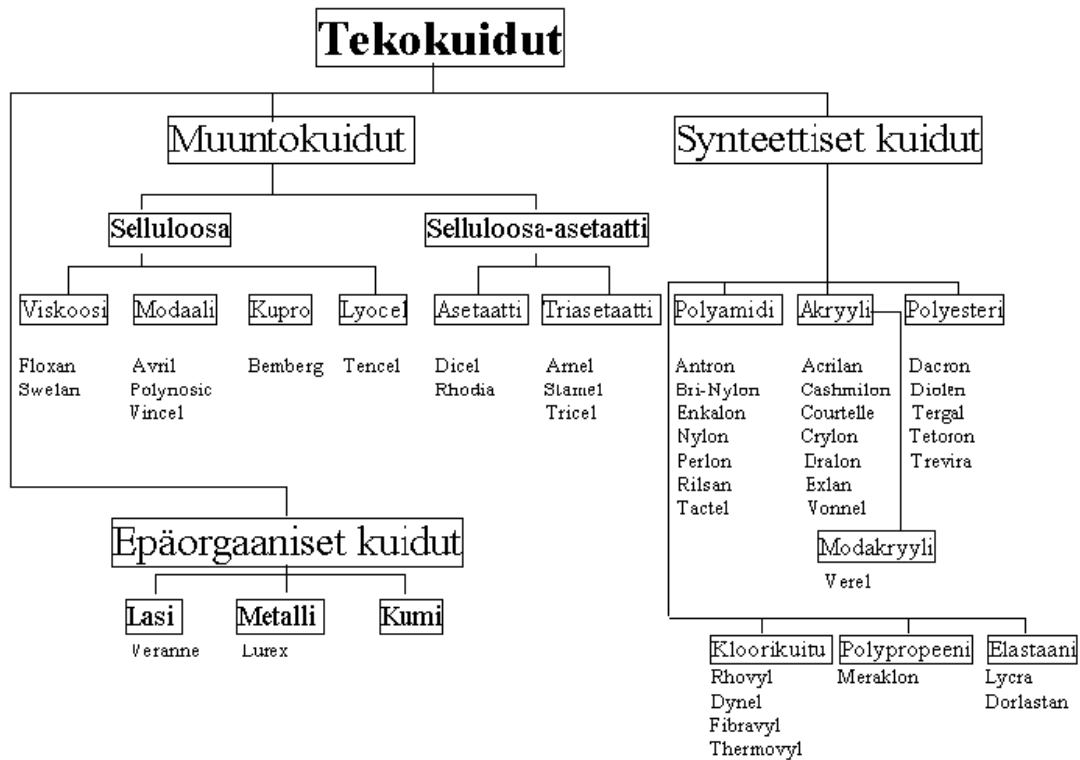 Tekokuidut
Muuntokuidut
Synteettiset kuidut
Selluloosa
Selluloosa-asetaatti
Viskoosi
Modaali
Kupro
Lyocel
Asetaatti
Triasetaatti
Polyamidi
Akryyli
Polyesteri
Floxan
Swelan
Avril
Polynosic
Vincel
Bemberg
Tencel
Dicel
Rhodia
Arnel
Stamel
Tricel
Antron
Bri-Nylon
Enkalon
Nylon
Perlon
Rilsan
Tactel
Acrilan
Cashmilon
Courtelle
Crylon
Dralon
Exlan
Vonnel
Dacron
Diolen
Tergal
Tetoron
Trevira
Modakryyli
Verel
Epäorgaaniset kuidut
Lasi
Metalli
Kumi
Veranne
Lurex
Kloorikuitu
Polypropeeni
Elastaani
Rhovyl
Dynel
Fibravyl
Thermovyl
Meraklon
Lycra
Dorlastan